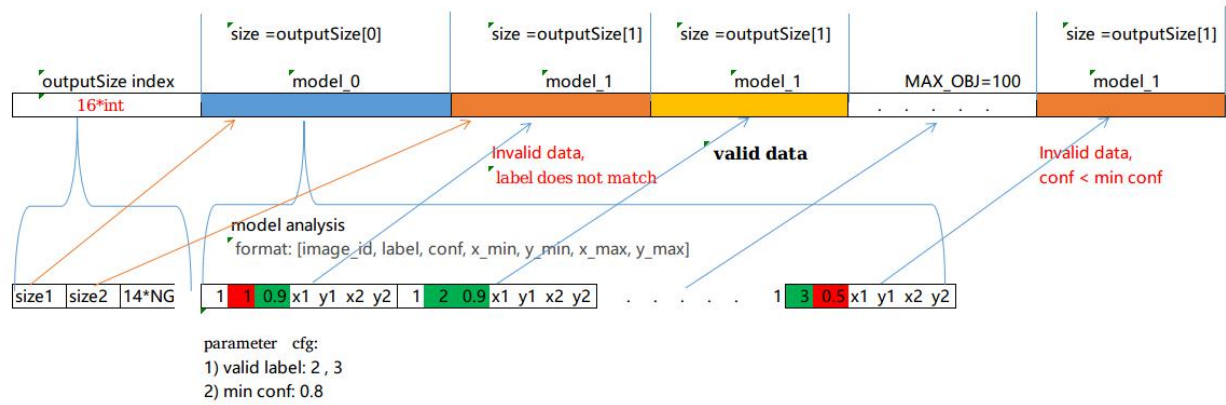 size =outputSize[0]
size =outputSize[1]
size =outputSize[1]
size =outputSize[1]
outputSize index
model_0
model_1
model_1
MAX_OBJ=100
model_1
16*int
. . . . .
Invalid data,
label does not match
valid data
Invalid data,
conf < min conf
model analysis
format: [image_id, label, conf, x_min, y_min, x_max, y_max]
size1 size2 14*NG
1 1 0.9 x1 y1 x2 y2 1 2 0.9 x1 y1 x2 y2 . . . . . 1 3 0.5 x1 y1 x2 y2
parameter cfg:
1) valid label: 2 , 3
2) min conf: 0.8